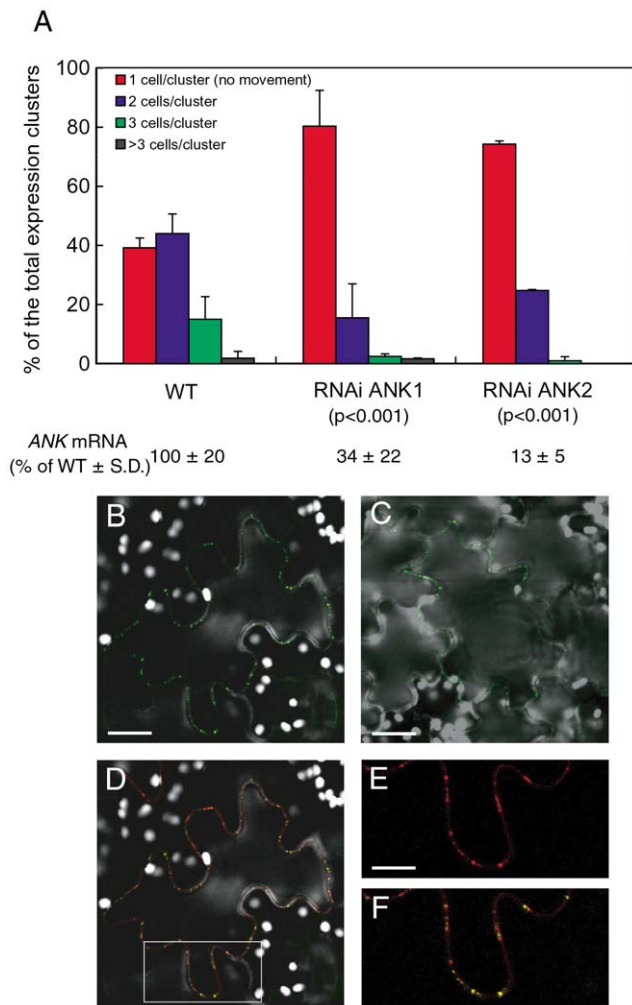 A
% of the total expression clusters
100
80
60
40
20
0
1 cell/cluster (no movement)
2 cells/cluster
3 cells/cluster
>3 cells/cluster
WT
RNAi ANK1
(p<0.001)
RNAi ANK2
(p<0.001)
ANK mRNA
(% of WT ± S.D.)
100 ± 20
34 ± 22
13 ± 5
B
C
D
E
F